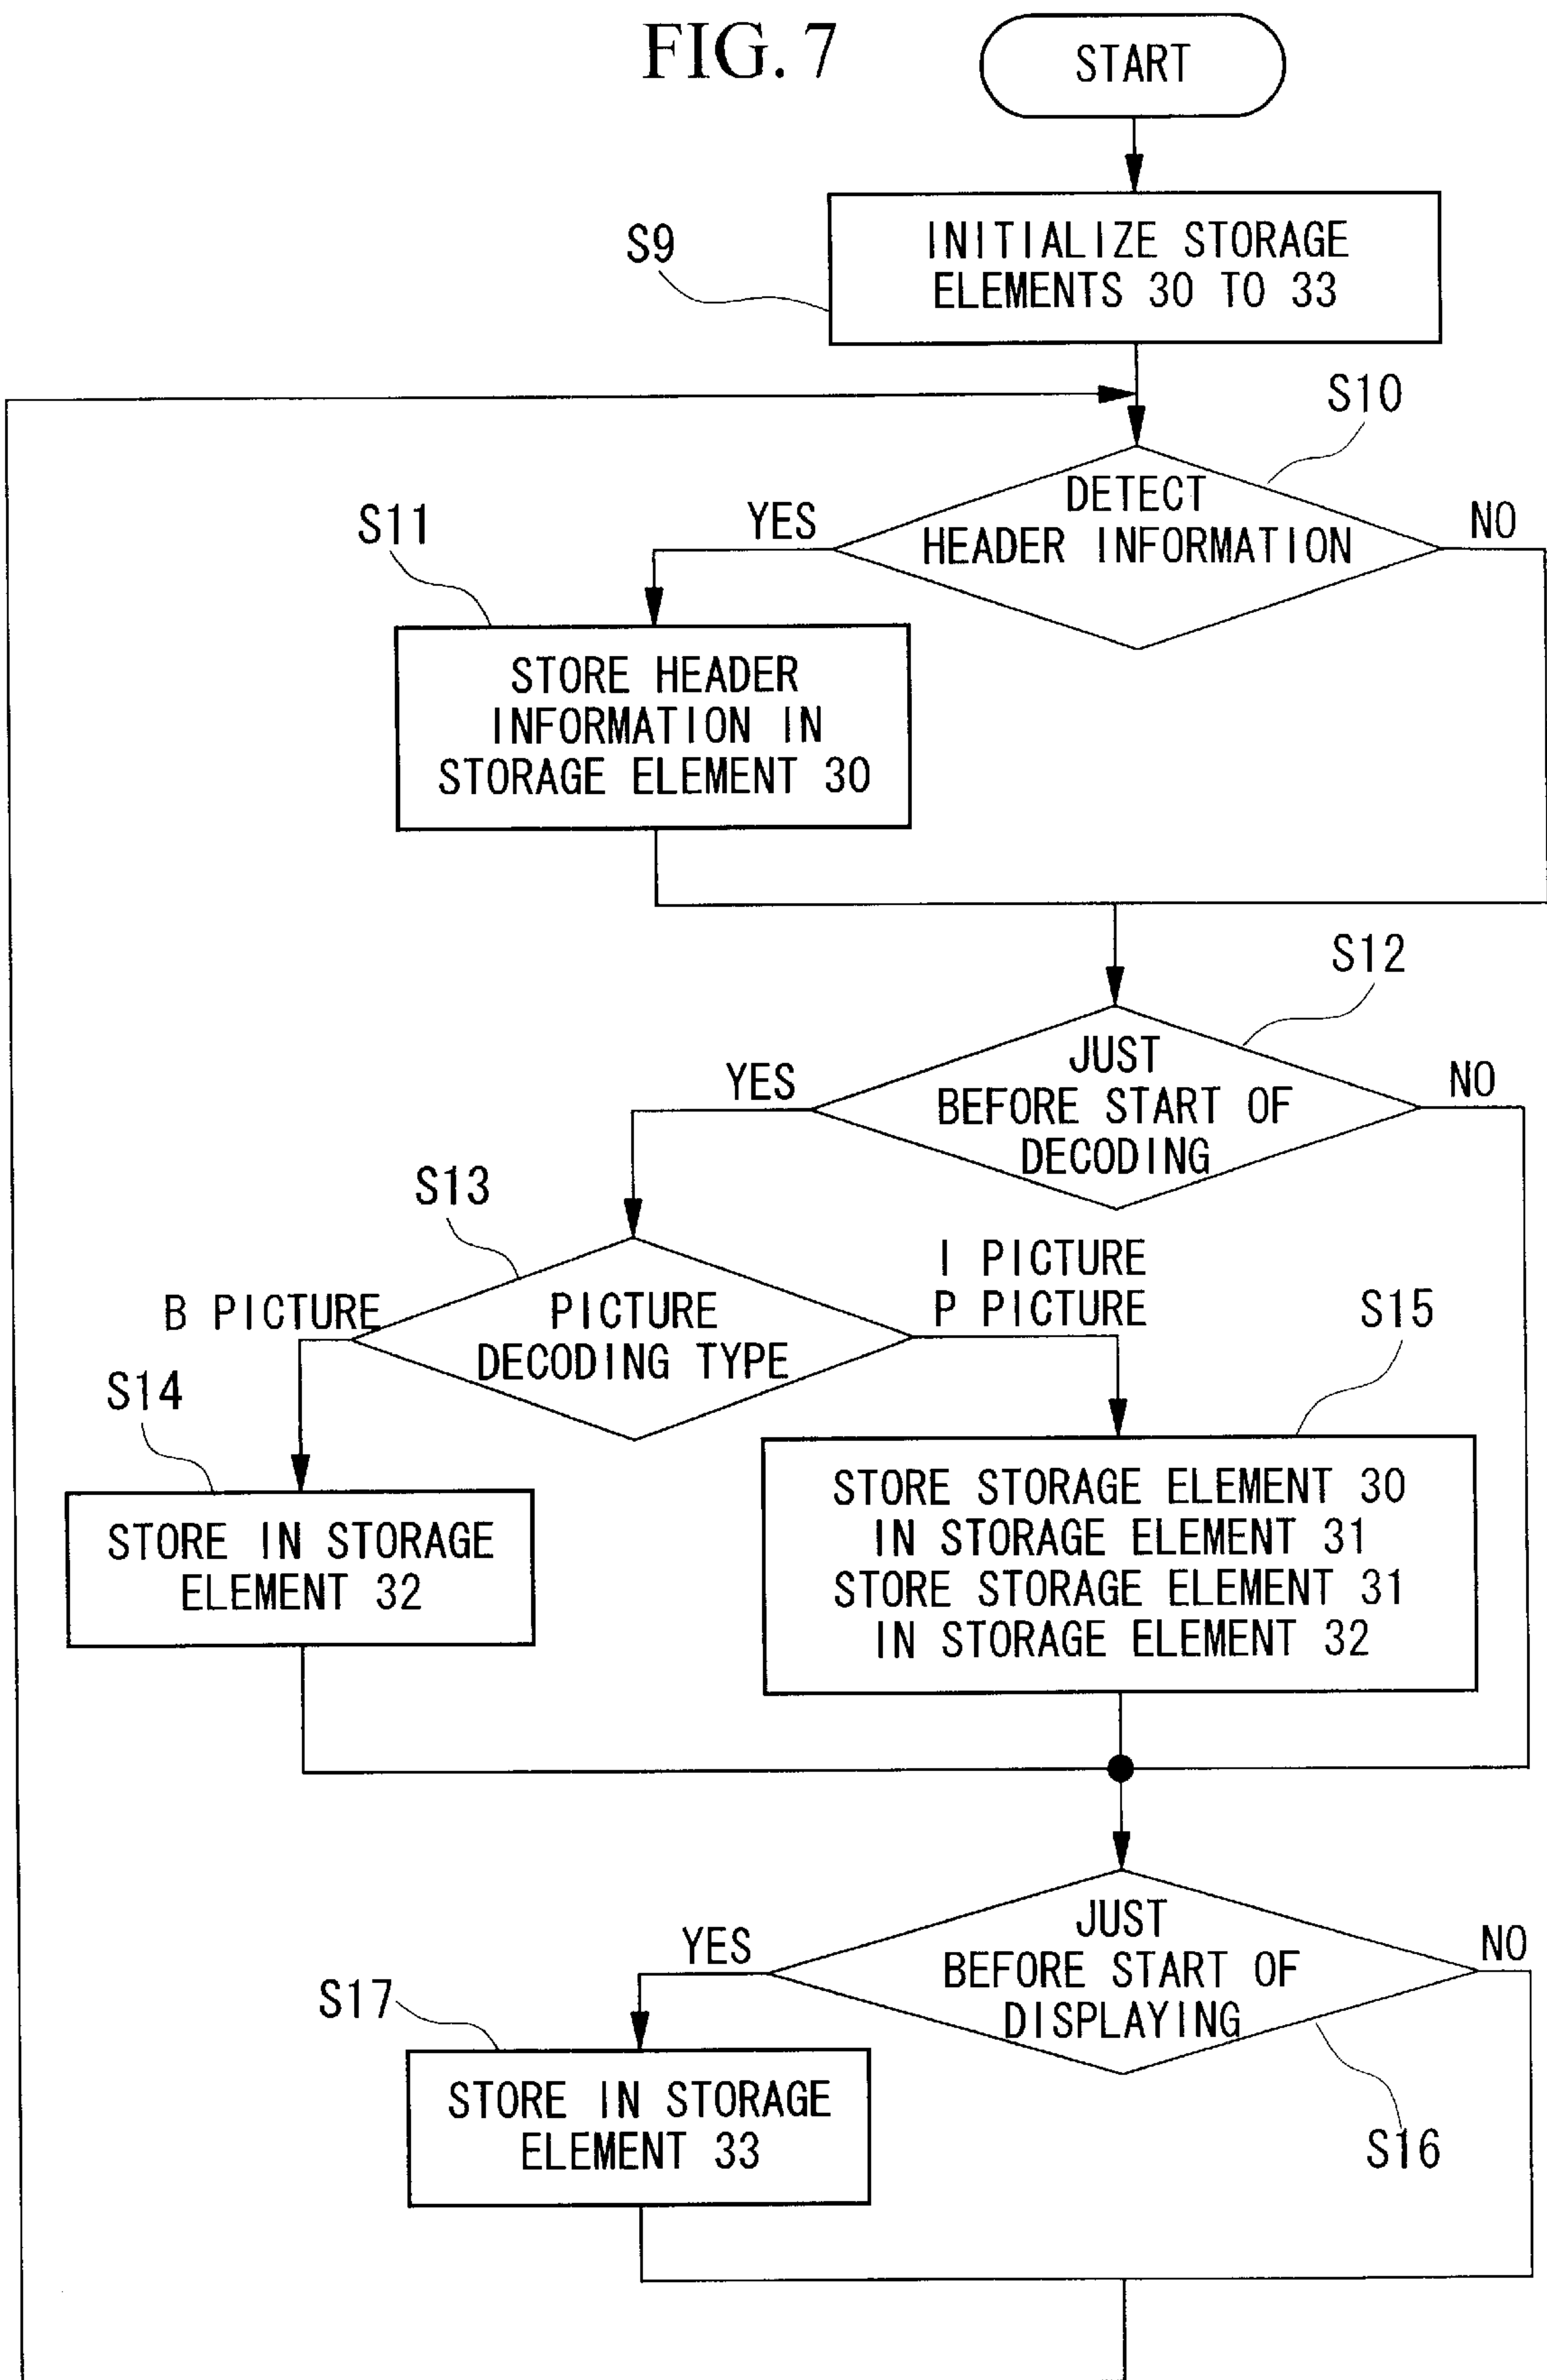 FIG. 7
START
S9
INITIALIZE STORAGE
ELEMENTS 30 TO 33
S10
DETECT
HEADER INFORMATION
YES
NO
S11
STORE HEADER
INFORMATION IN
STORAGE ELEMENT 30
S12
JUST
BEFORE START OF
DECODING
YES
NO
S13
PICTURE
DECODING TYPE
B PICTURE
I PICTURE
P PICTURE
S14
STORE IN STORAGE
ELEMENT 32
S15
STORE STORAGE ELEMENT 30
IN STORAGE ELEMENT 31
STORE STORAGE ELEMENT 31
IN STORAGE ELEMENT 32
JUST
BEFORE START OF
DISPLAYING
YES
NO
S16
S17
STORE IN STORAGE
ELEMENT 33